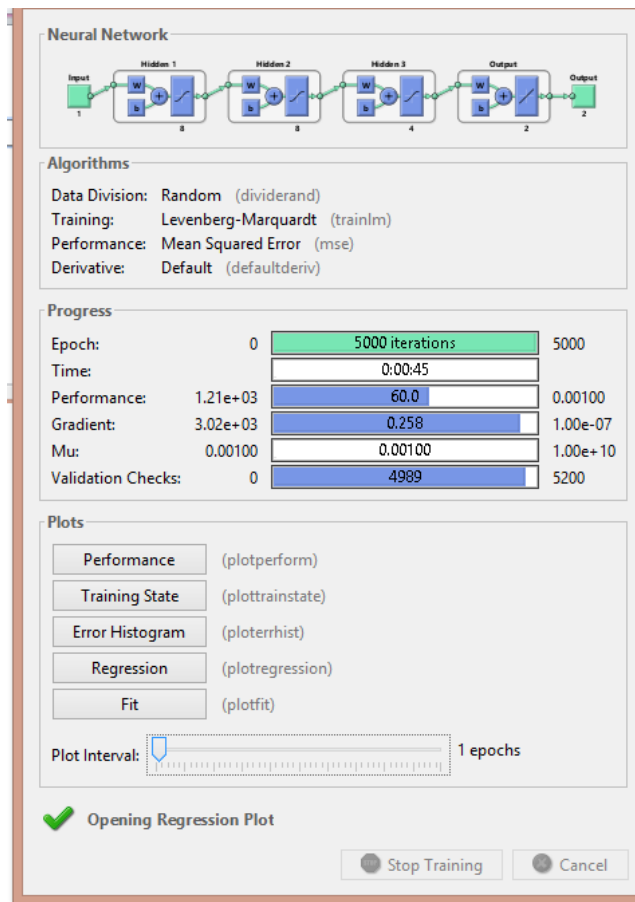 Neural Network
Hidden 1 Hidden 2 Hidden 3 Output
Input Output
W W W W
b b b b
1 8 8 4 2 2
Algorithms
Data Division: Random (dividerand)
Training: Levenberg-Marquardt (trainlm)
Performance: Mean Squared Error (mse)
Derivative: Default (defaultderiv)
Progress
Epoch: 0 5000 iterations 5000
Time: 0:00:45
Performance: 1.21e+03 60.0 0.00100
Gradient: 3.02e+03 0.258 1.00e-07
Mu: 0.00100 0.00100 1.00e+10
Validation Checks: 0 4989 5200
Plots
Performance (plotperform)
Training State (plottrainstate)
Error Histogram (ploterrhist)
Regression (plotregression)
Fit (plotfit)
Plot Interval: 1 epochs
Opening Regression Plot
Stop Training Cancel